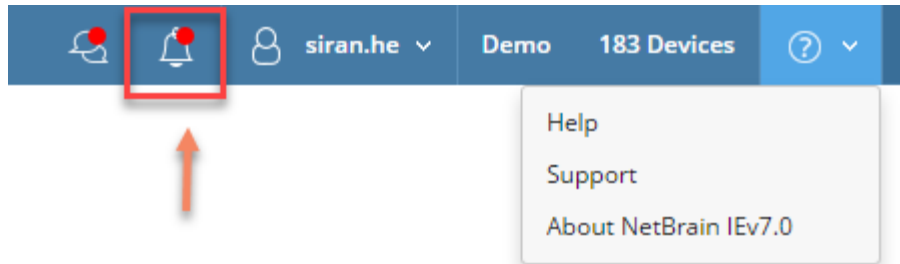 siran.he Demo 183 Devices
Help
Support
About NetBrain IEv7.0